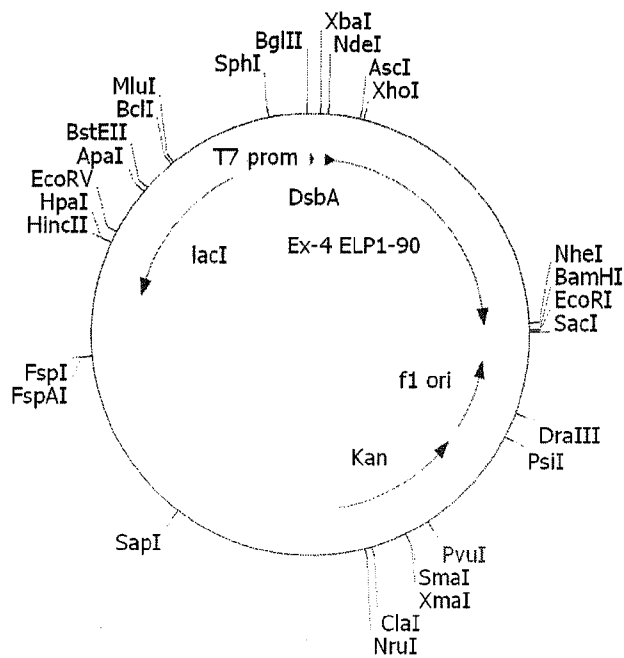 XbaI
BglII
NdeI
SphI
AscI
XhoI
MluI
BclI
BstEII
ApaI
EcoRV
HpaI
HincII
T7 prom
DsbA
lacI
Ex-4 ELP1-90
NheI
BamHI
EcoRI
SacI
FspI
FspAI
f1 ori
DraIII
PsiI
Kan
SapI
PvuI
SmaI
XmaI
ClaI
NruI